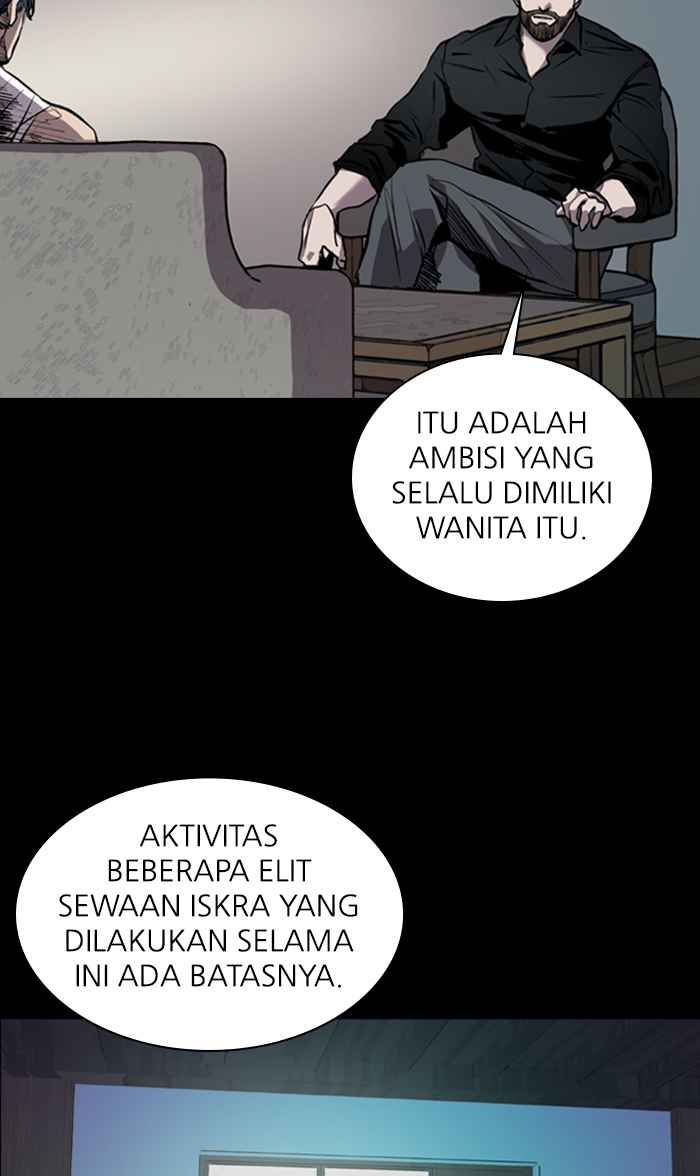 ITU ADALAH
AMBISI YANG
SELALU DIMILIKI
WANITA ITU.
AKTIVITAS
BEBERAPA ELIT
SEWAAN ISKRA YANG
DILAKUKAN SELAMA
INI ADA BATASNYA.